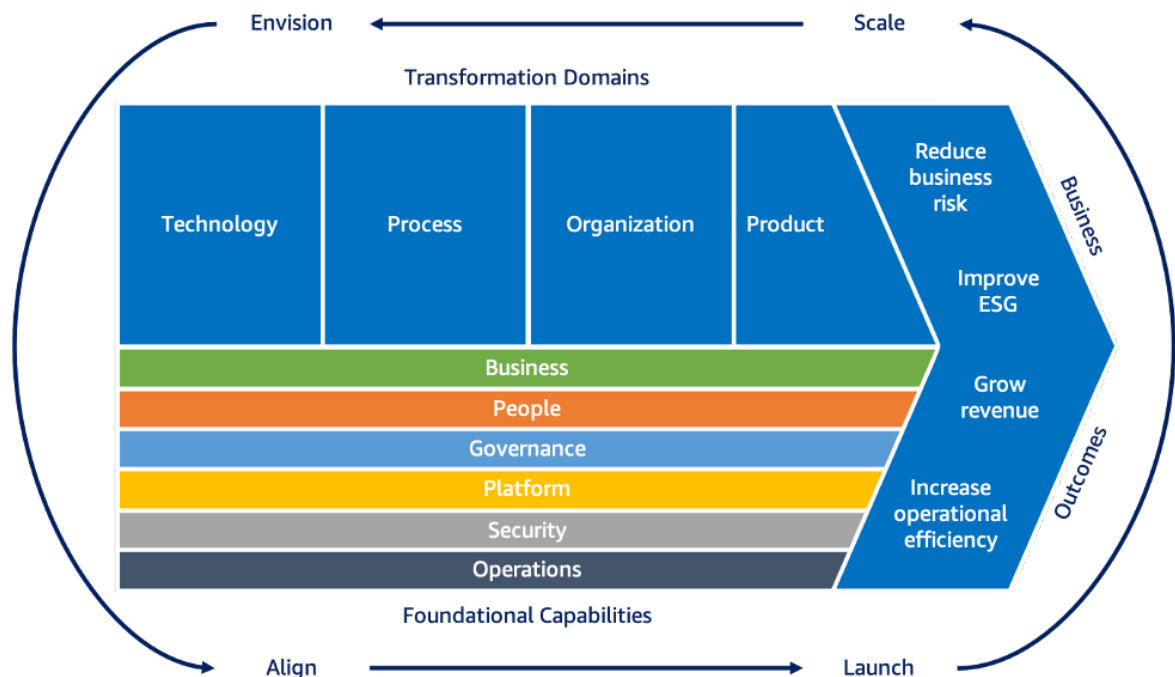 Envision
Scale
Transformation Domains
Technology
Process
Organization
Product
Reduce
business
risk
Improve
ESG
Grow
revenue
Increase
operational
efficiency
Business
Outcomes
Business
People
Governance
Platform
Security
Operations
Foundational Capabilities
Align
Launch